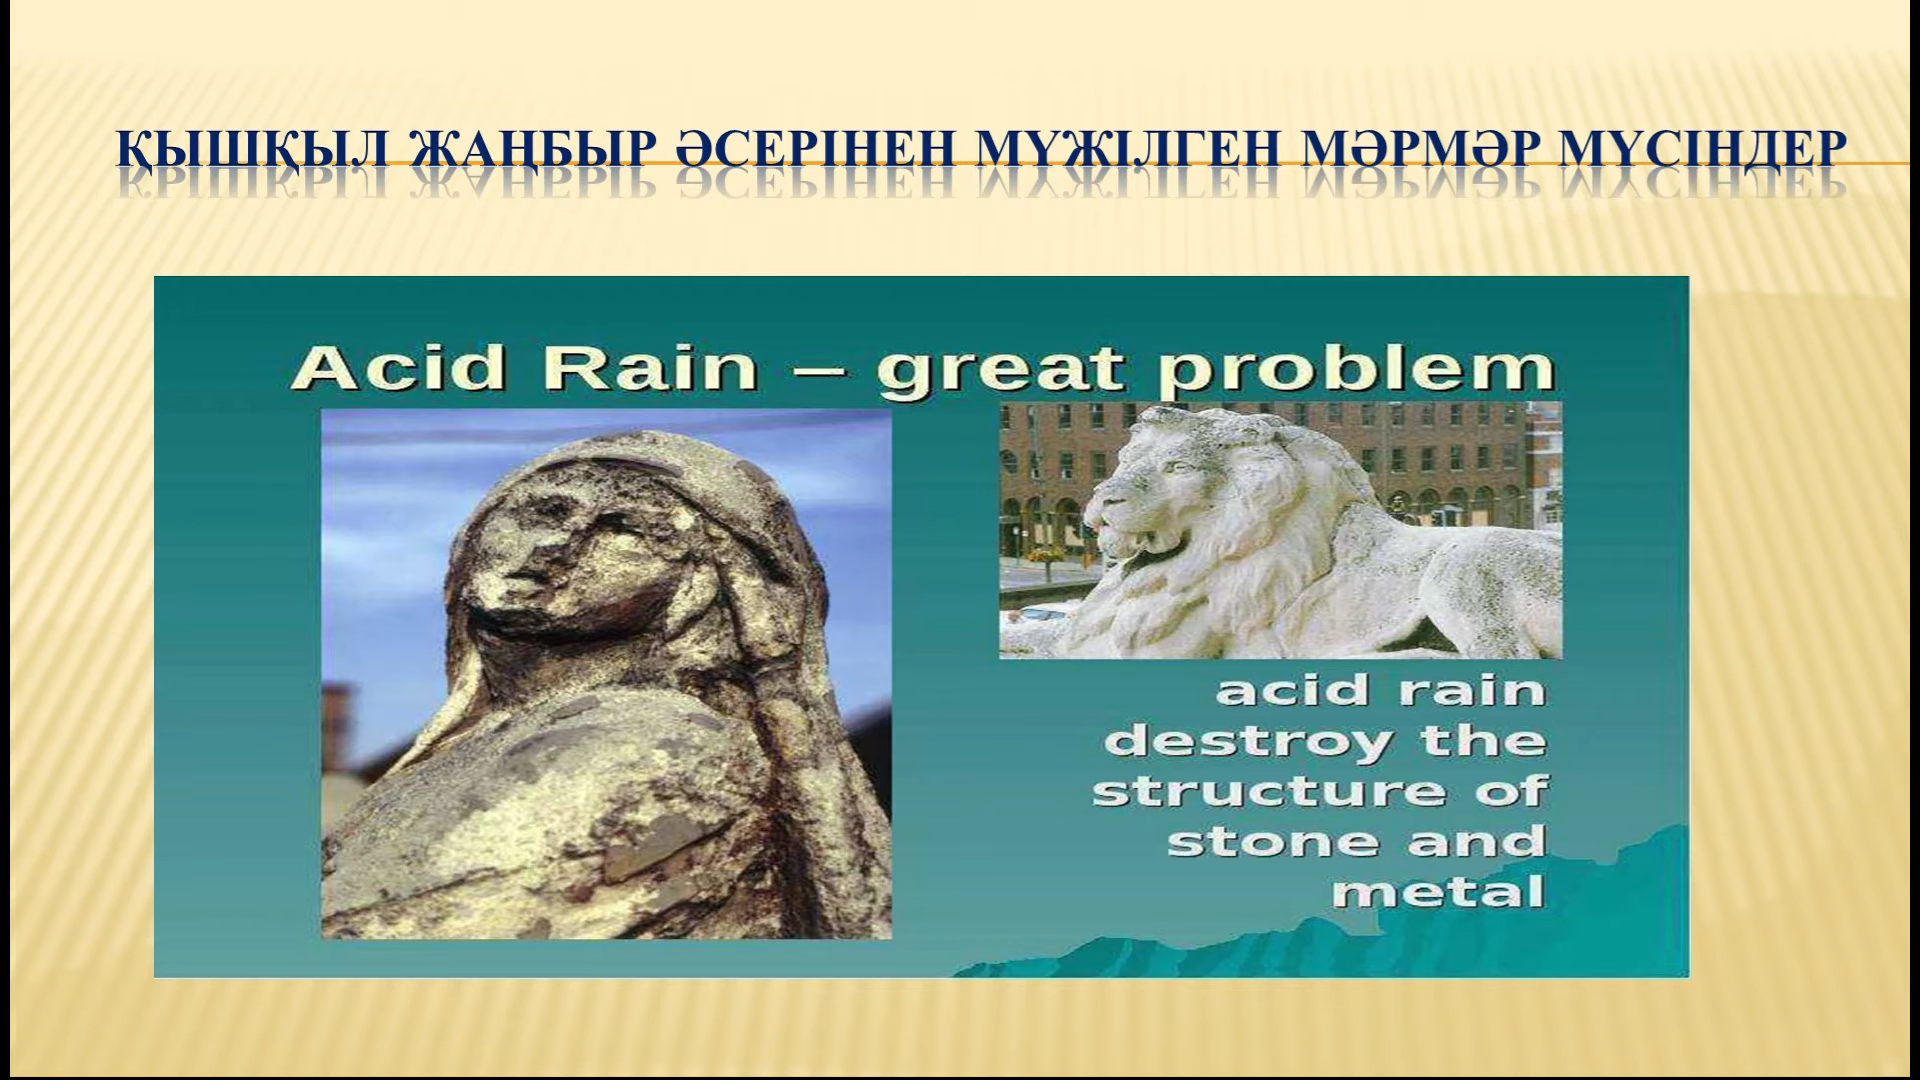 ҚЫШҚЫЛ ЖАҢБЫР ӘСЕРІНЕН МҮЖІЛГЕН МӘРМӘР МҮСІНДЕР
Acid Rain – great problem
acid rain
destroy the
structure of
stone and
metal